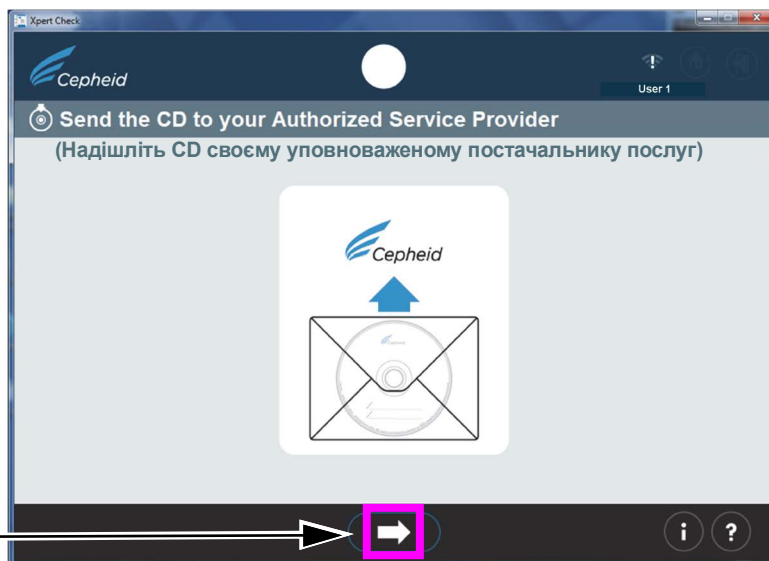 Xpert Check
Cepheid
User 1
Send the CD to your Authorized Service Provider
(Надішліть CD своєму уповноваженому постачальнику послуг)
Cepheid
Cepheid
i ?